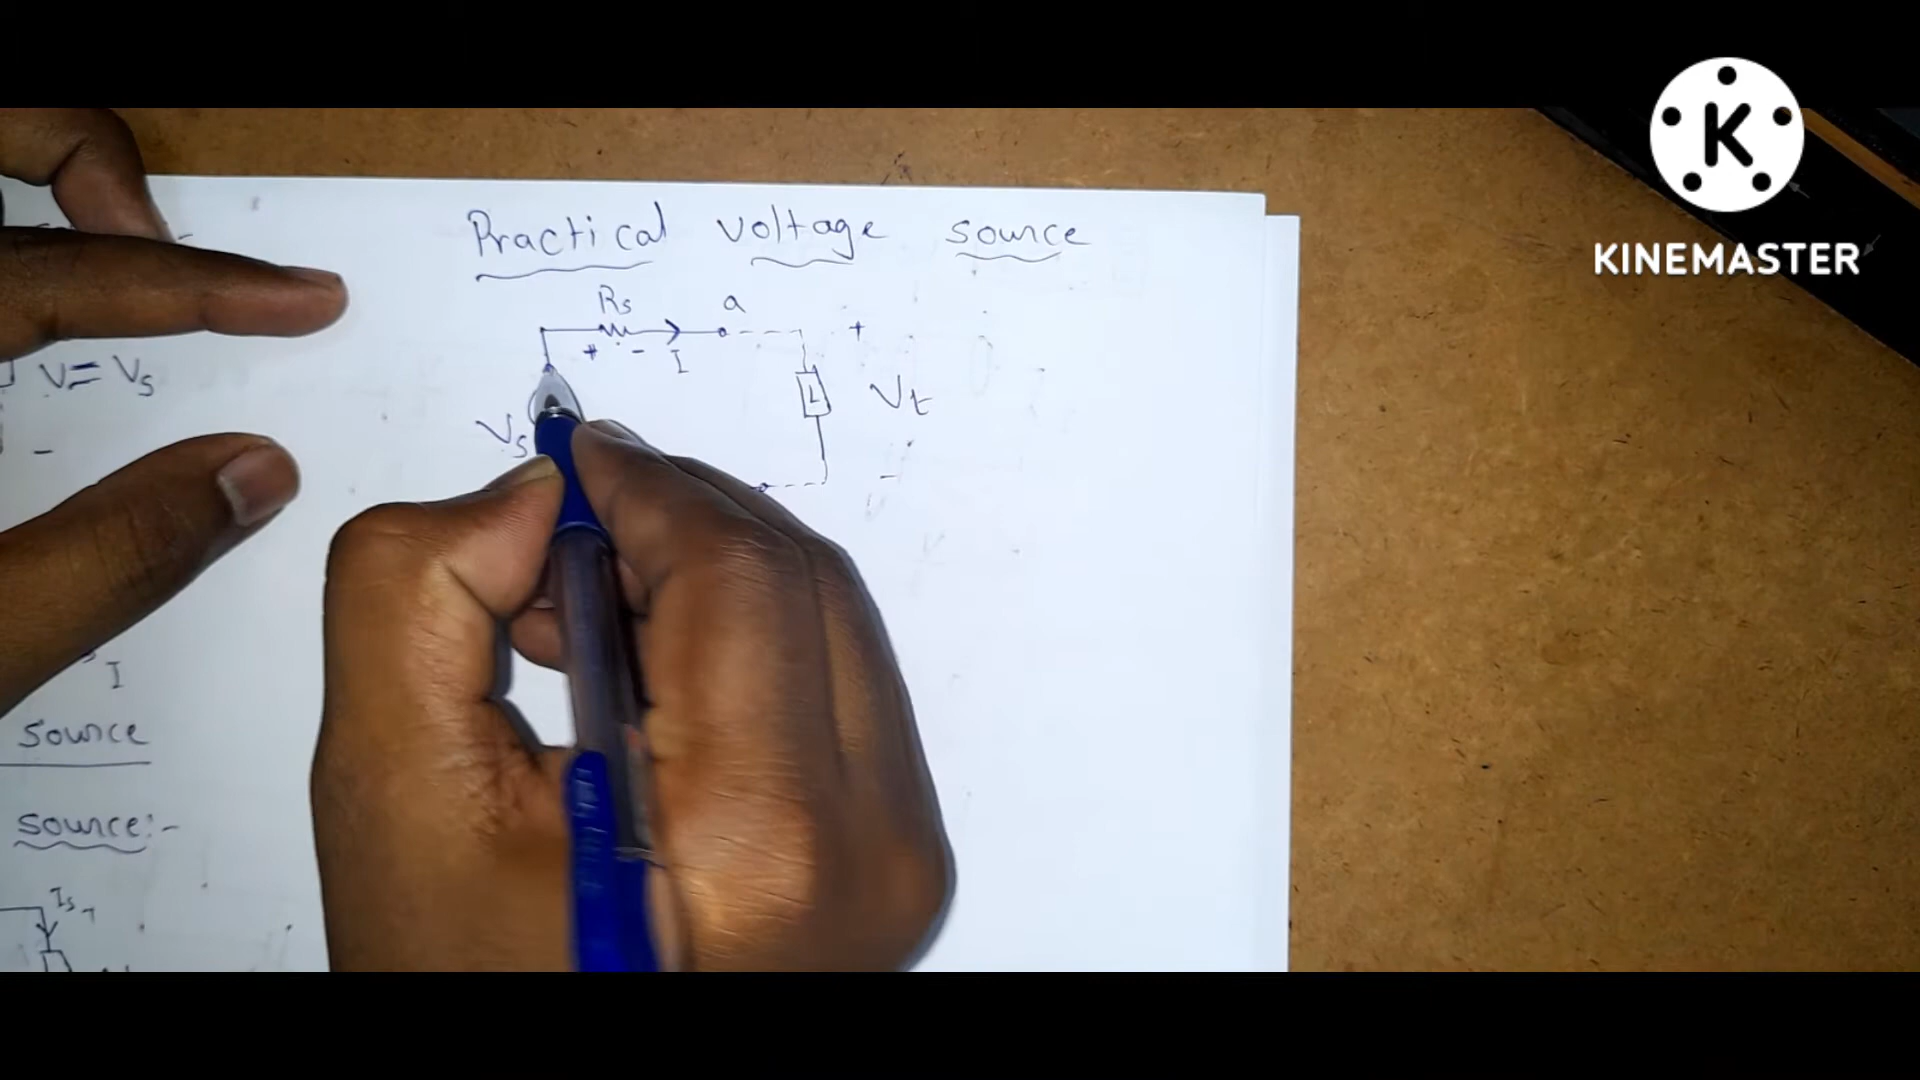 Practical voltage source
Rs
a
+
+ -
I
V = Vs
L
Vt
Vs
-
-
I
source
source:-
Is
KINEMASTER